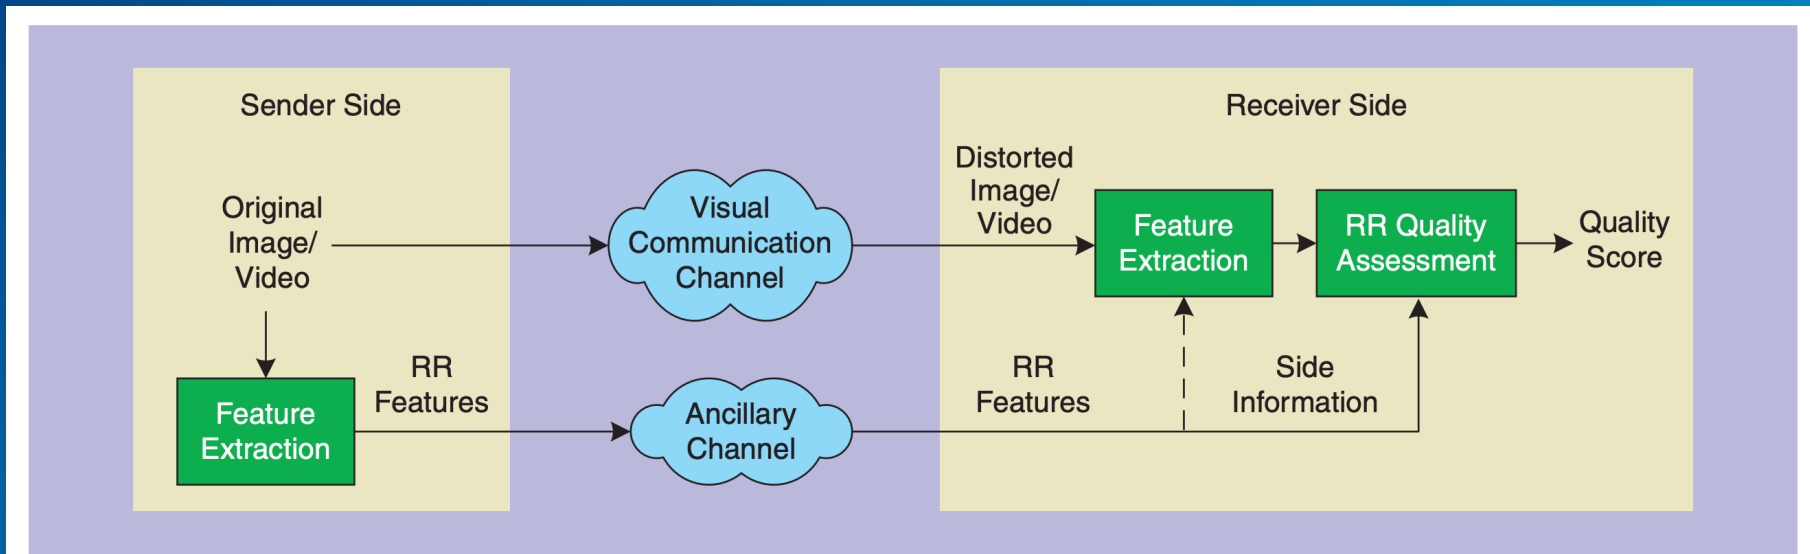 Sender Side
Original
Image/
Video
Feature
Extraction
RR
Features
Visual
Communication
Channel
Ancillary
Channel
Receiver Side
Distorted
Image/
Video
Feature
Extraction
RR Quality
Assessment
Quality
Score
RR
Features
Side
Information